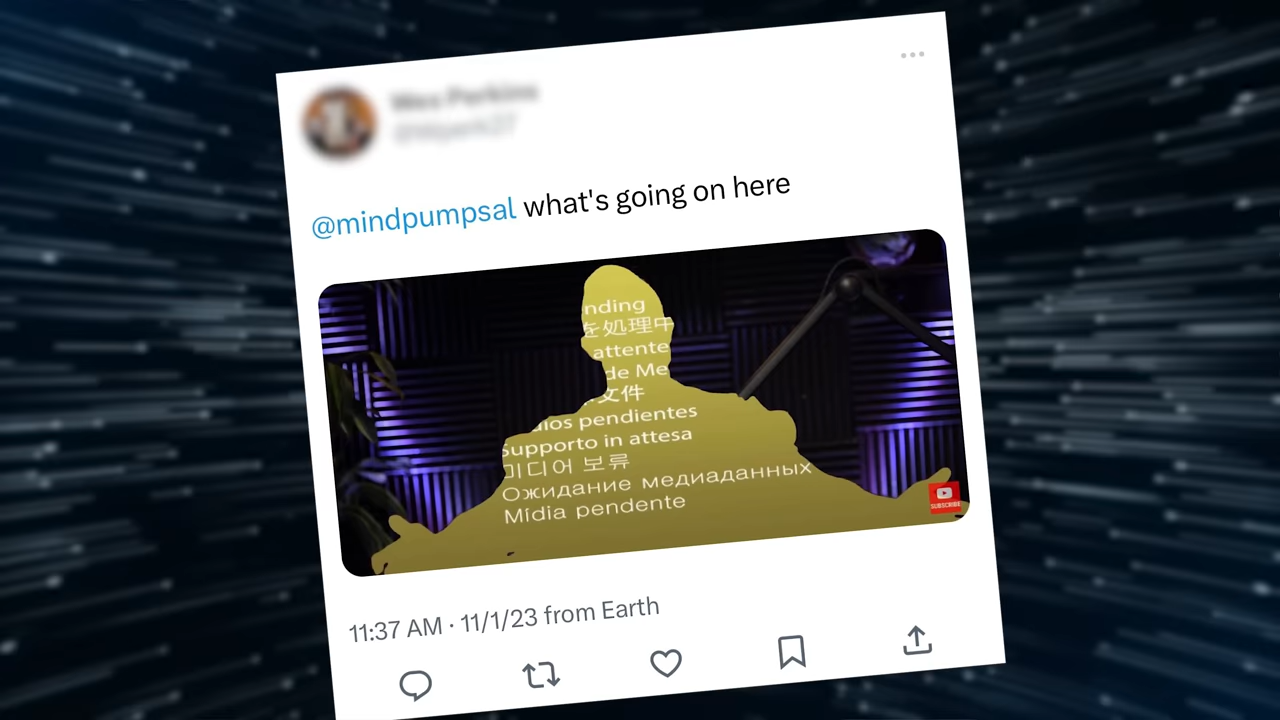 @mindpumpsal what's going on here
nding
を処理中
attente
de Me
文件
dios pendientes
Supporto in attesa
미디어 보류
Ожидание медиаданных
Mídia pendente
SUBSCRIBE
11:37 AM · 11/1/23 from Earth